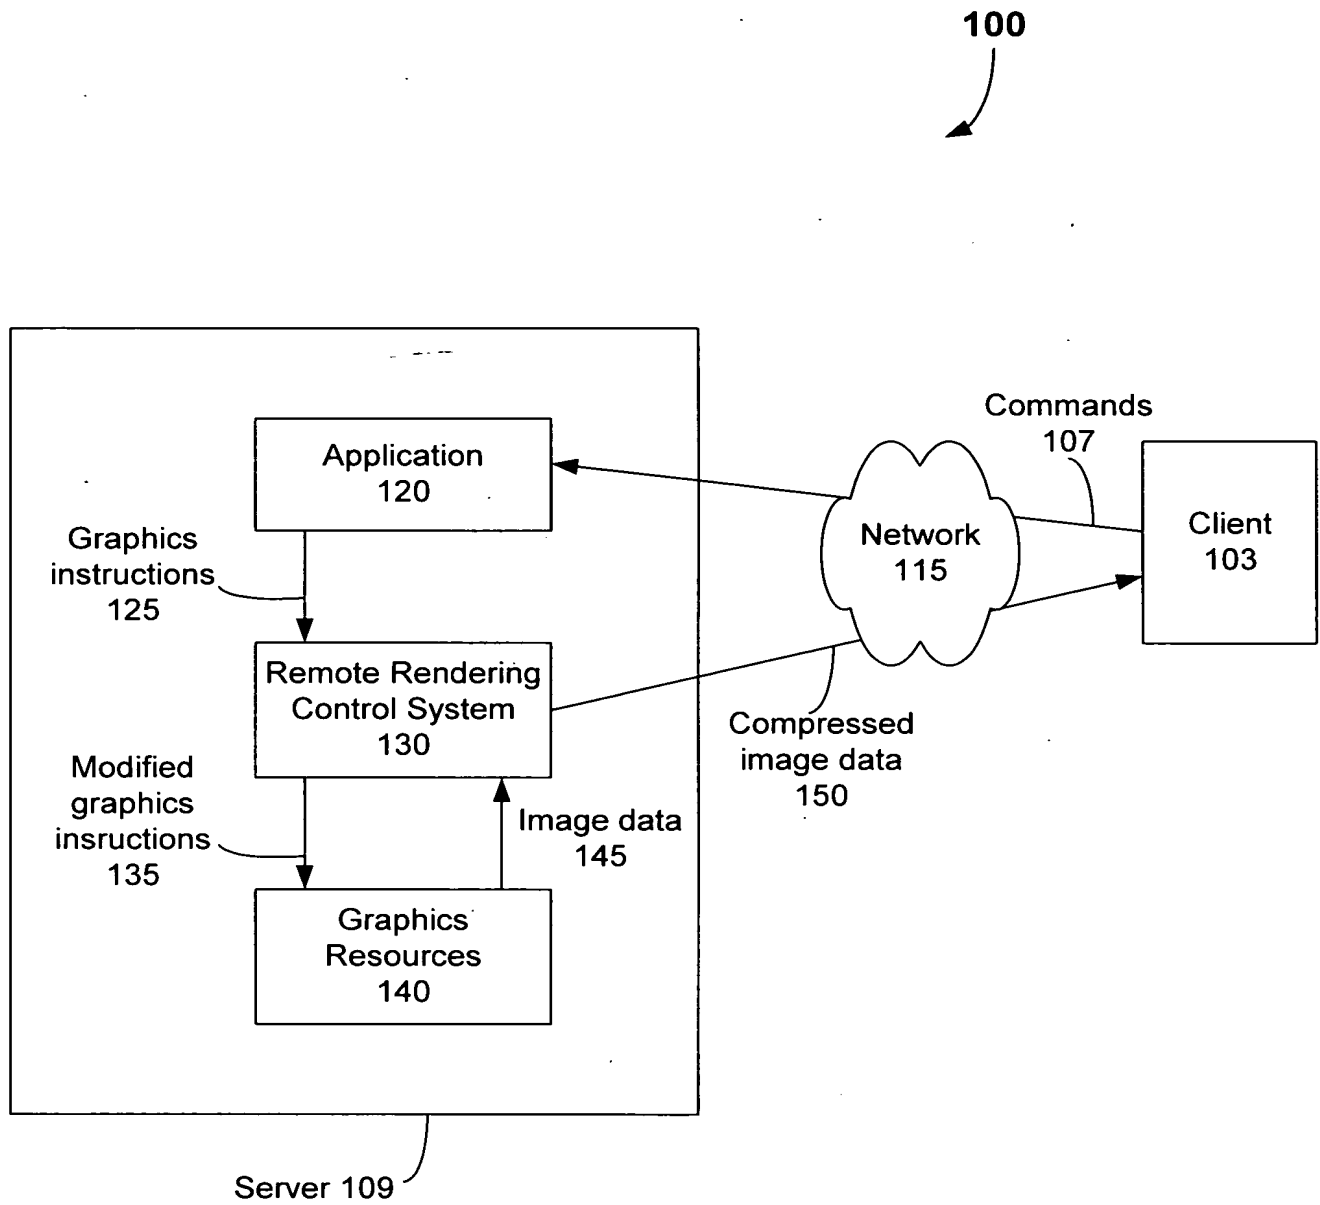 100
Commands
107
Application
120
Client
103
Network
115
Graphics
instructions
125
Remote Rendering
Control System
130
Compressed
image data
150
Modified
graphics
insructions
135
Image data
145
Graphics
Resources
140
Server 109